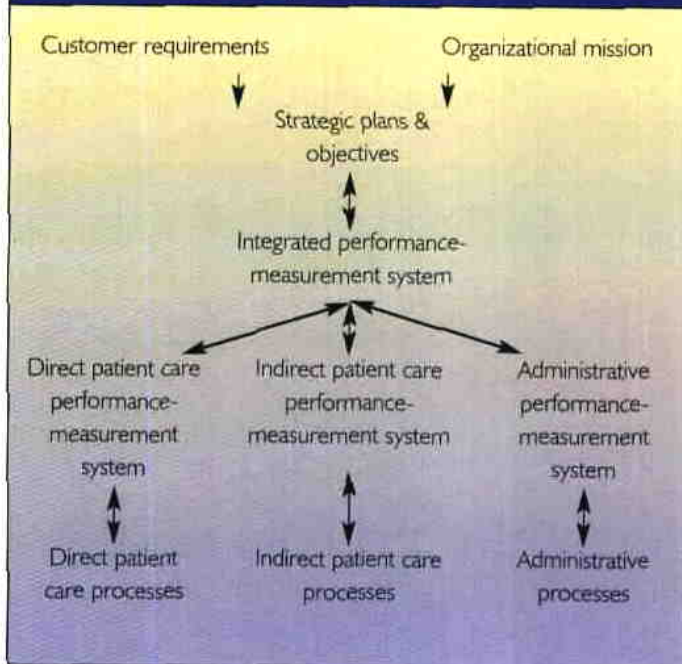 Customer requirements
Organizational mission
Strategic plans &
objectives
Integrated performance-
measurement system
Direct patient care
performance-
measurement
system
Indirect patient care
performance-
measurement system
Administrative
performance-
measurement
system
Direct patient
care processes
Indirect patient care
processes
Administrative
processes